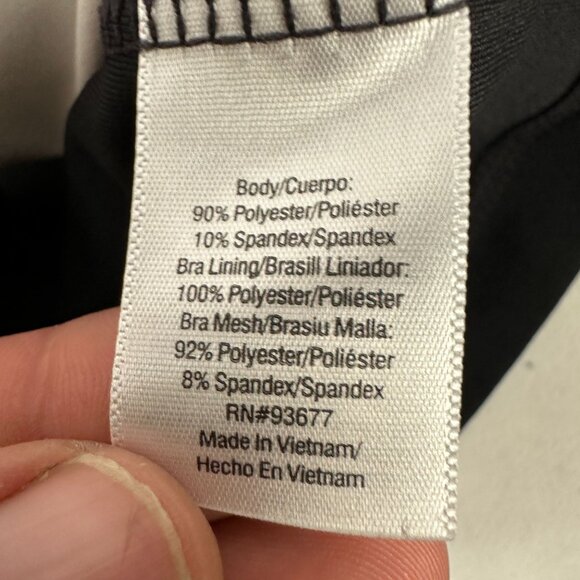 Body/Cuerpo:
90% Polyester/Poliéster
10% Spandex/Spandex
Bra Lining/Brasill Liniador:
100% Polyester/Poliéster
Bra Mesh/Brasiu Malla:
92% Polyester/Poliéster
8% Spandex/Spandex
RN#93677
Made In Vietnam/
Hecho En Vietnam